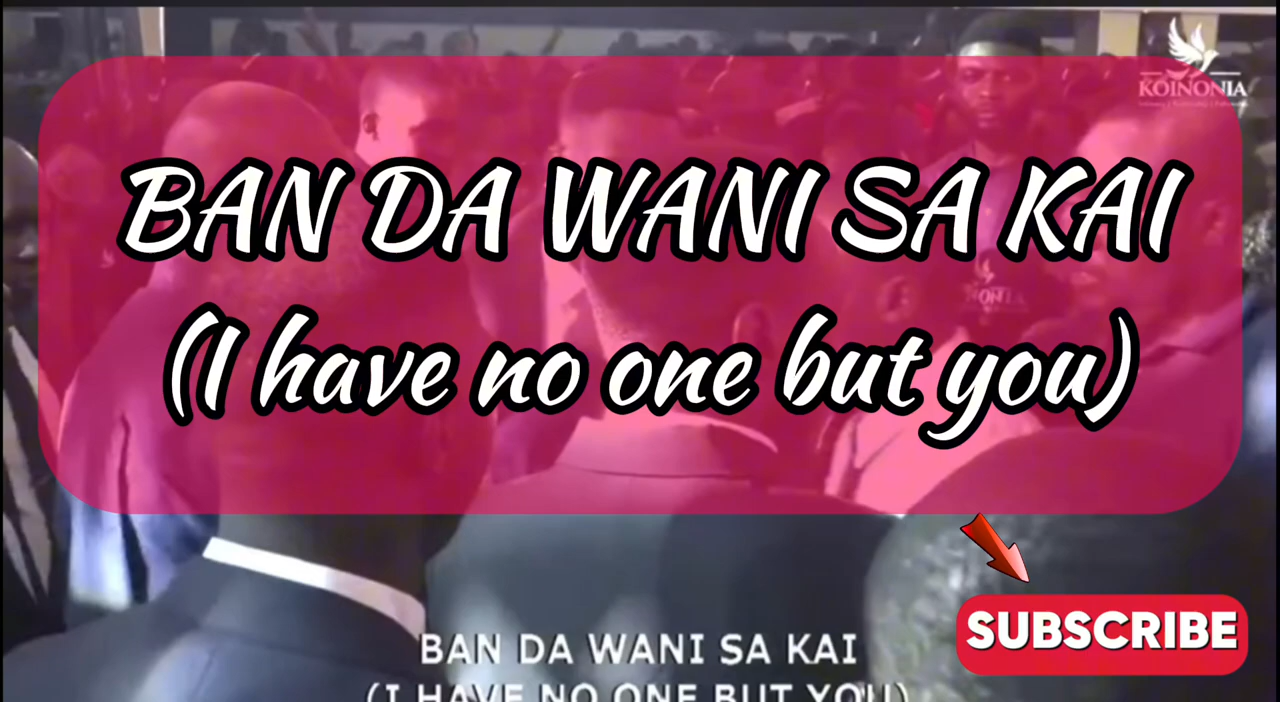 KOINONIA
BAN DA WANI SA KAI
(I have no one but you)
SUBSCRIBE
BAN DA WANI SA KAI
(I HAVE NO ONE BUT YOU)